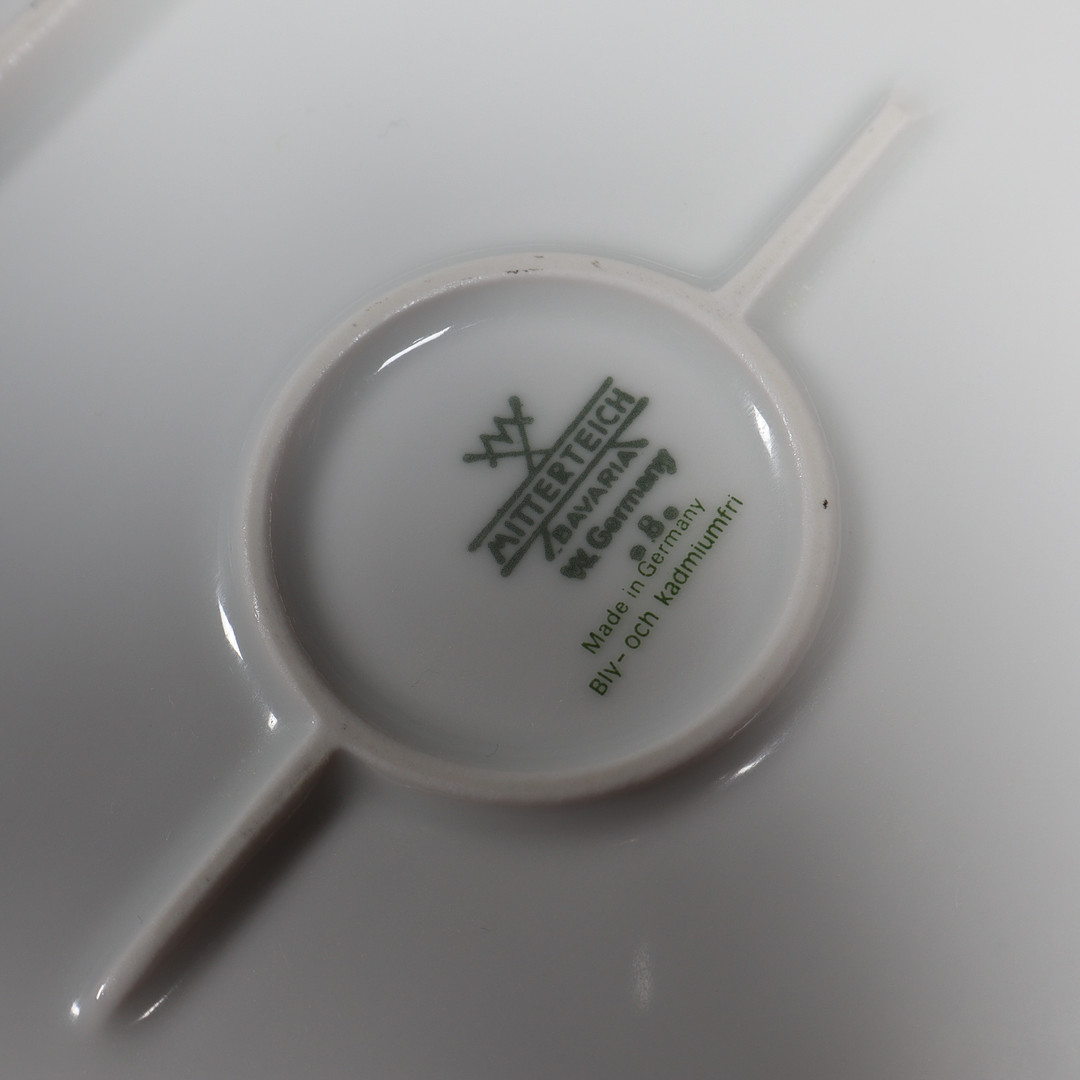 MITTERTEICH
BAVARIA
W. Germany
.B.
Made in Germany
Bly- och kadmiumfri